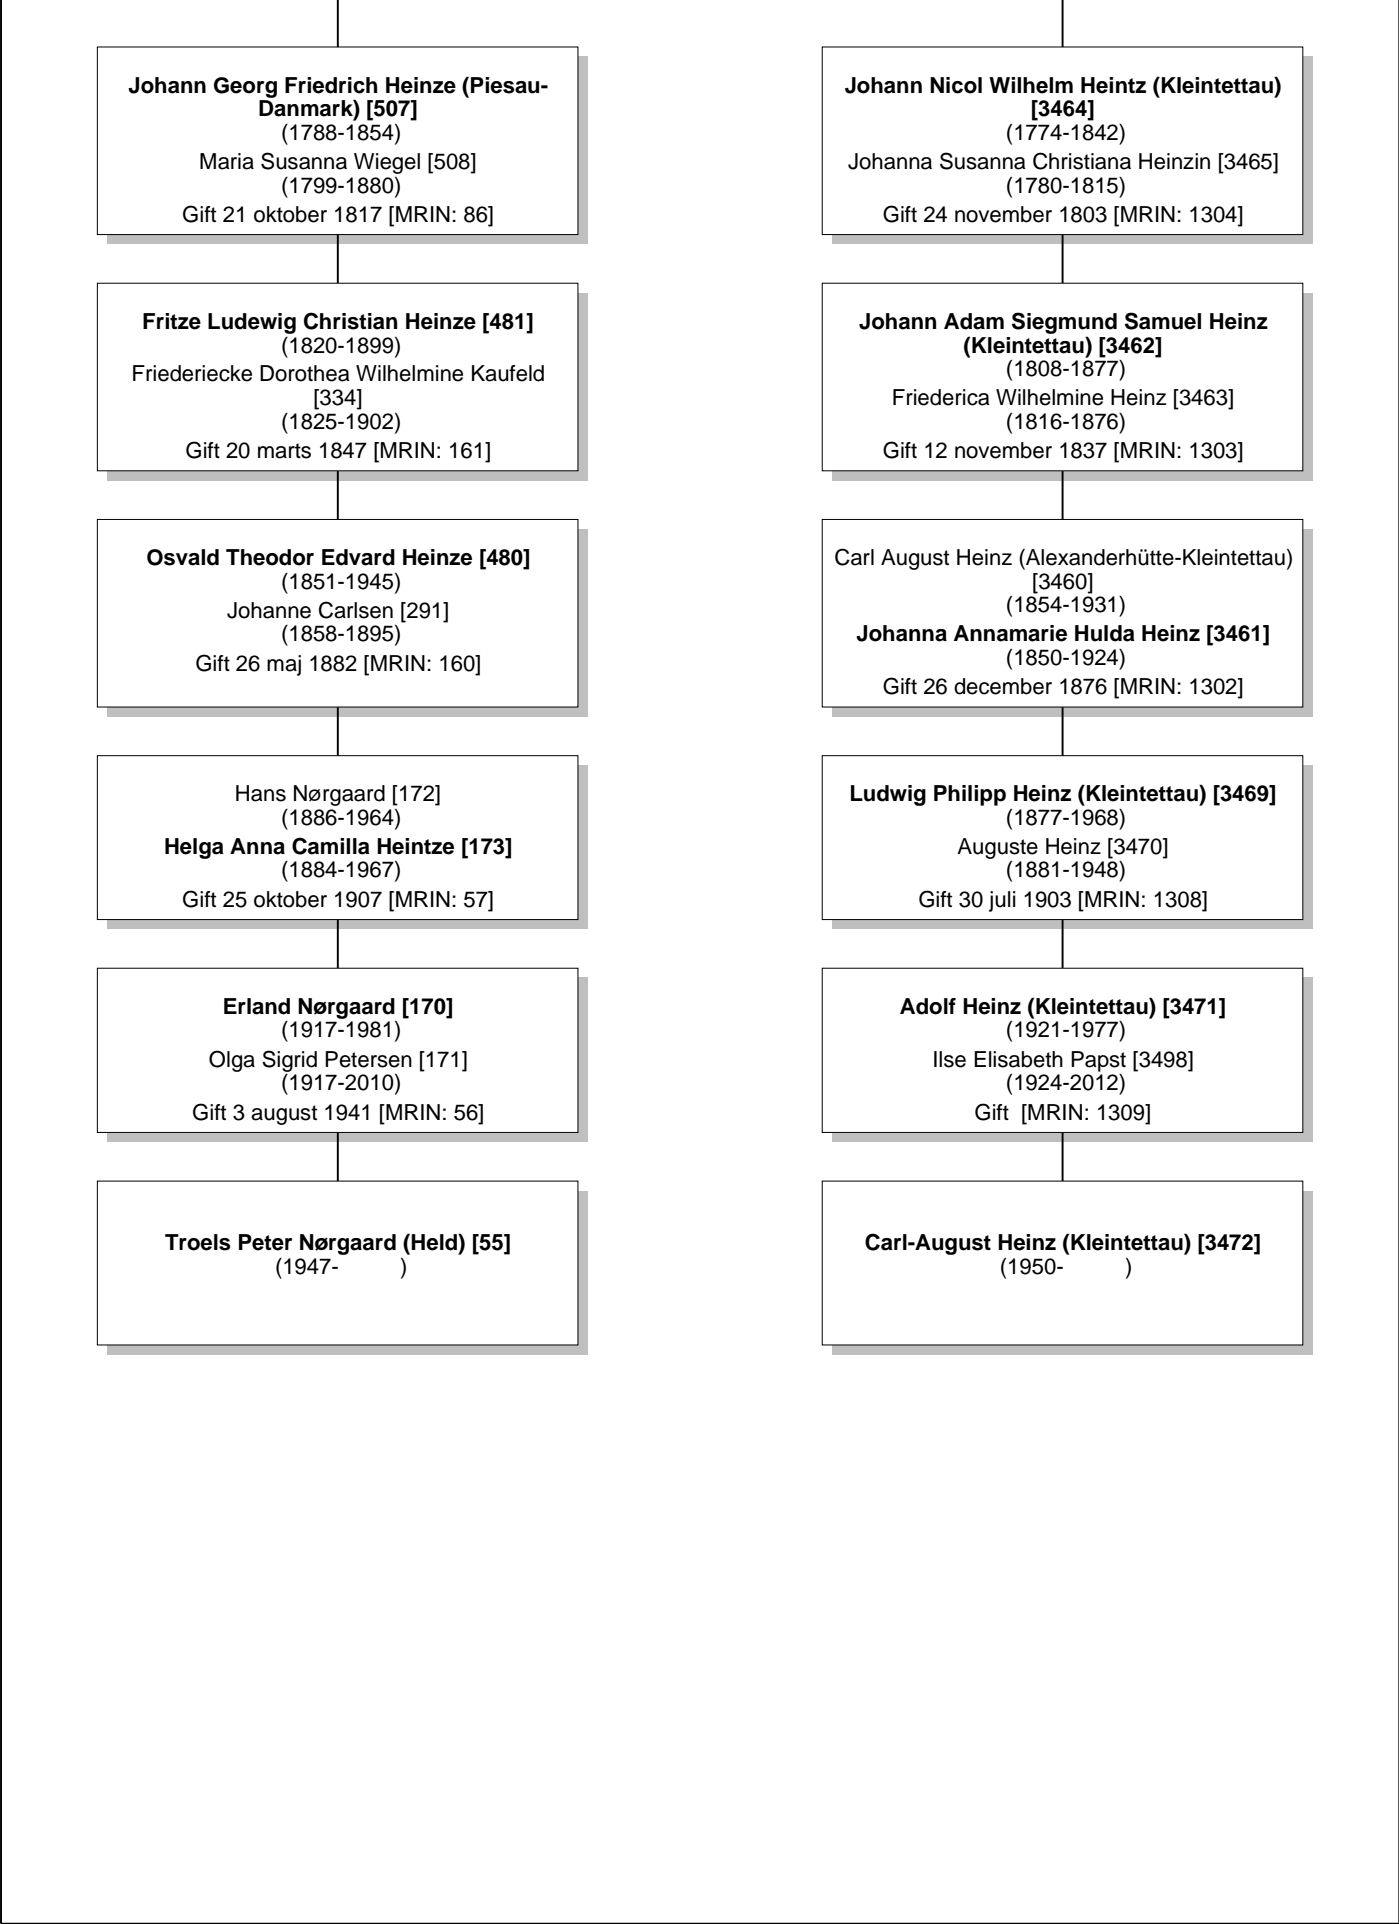 Johann Georg Friedrich Heinze (Piesau-
Danmark) [507]
(1788-1854)
Maria Susanna Wiegel [508]
(1799-1880)
Gift 21 oktober 1817 [MRIN: 86]
Johann Nicol Wilhelm Heintz (Kleintettau)
[3464]
(1774-1842)
Johanna Susanna Christiana Heinzin [3465]
(1780-1815)
Gift 24 november 1803 [MRIN: 1304]
Fritze Ludewig Christian Heinze [481]
(1820-1899)
Friederiecke Dorothea Wilhelmine Kaufeld
[334]
(1825-1902)
Gift 20 marts 1847 [MRIN: 161]
Johann Adam Siegmund Samuel Heinz
(Kleintettau) [3462]
(1808-1877)
Friederica Wilhelmine Heinz [3463]
(1816-1876)
Gift 12 november 1837 [MRIN: 1303]
Osvald Theodor Edvard Heinze [480]
(1851-1945)
Johanne Carlsen [291]
(1858-1895)
Gift 26 maj 1882 [MRIN: 160]
Carl August Heinz (Alexanderhütte-Kleintettau)
[3460]
(1854-1931)
Johanna Annamarie Hulda Heinz [3461]
(1850-1924)
Gift 26 december 1876 [MRIN: 1302]
Hans Nørgaard [172]
(1886-1964)
Helga Anna Camilla Heintze [173]
(1884-1967)
Gift 25 oktober 1907 [MRIN: 57]
Ludwig Philipp Heinz (Kleintettau) [3469]
(1877-1968)
Auguste Heinz [3470]
(1881-1948)
Gift 30 juli 1903 [MRIN: 1308]
Erland Nørgaard [170]
(1917-1981)
Olga Sigrid Petersen [171]
(1917-2010)
Gift 3 august 1941 [MRIN: 56]
Adolf Heinz (Kleintettau) [3471]
(1921-1977)
Ilse Elisabeth Papst [3498]
(1924-2012)
Gift  [MRIN: 1309]
Troels Peter Nørgaard (Held) [55]
(1947-          )
Carl-August Heinz (Kleintettau) [3472]
(1950-          )